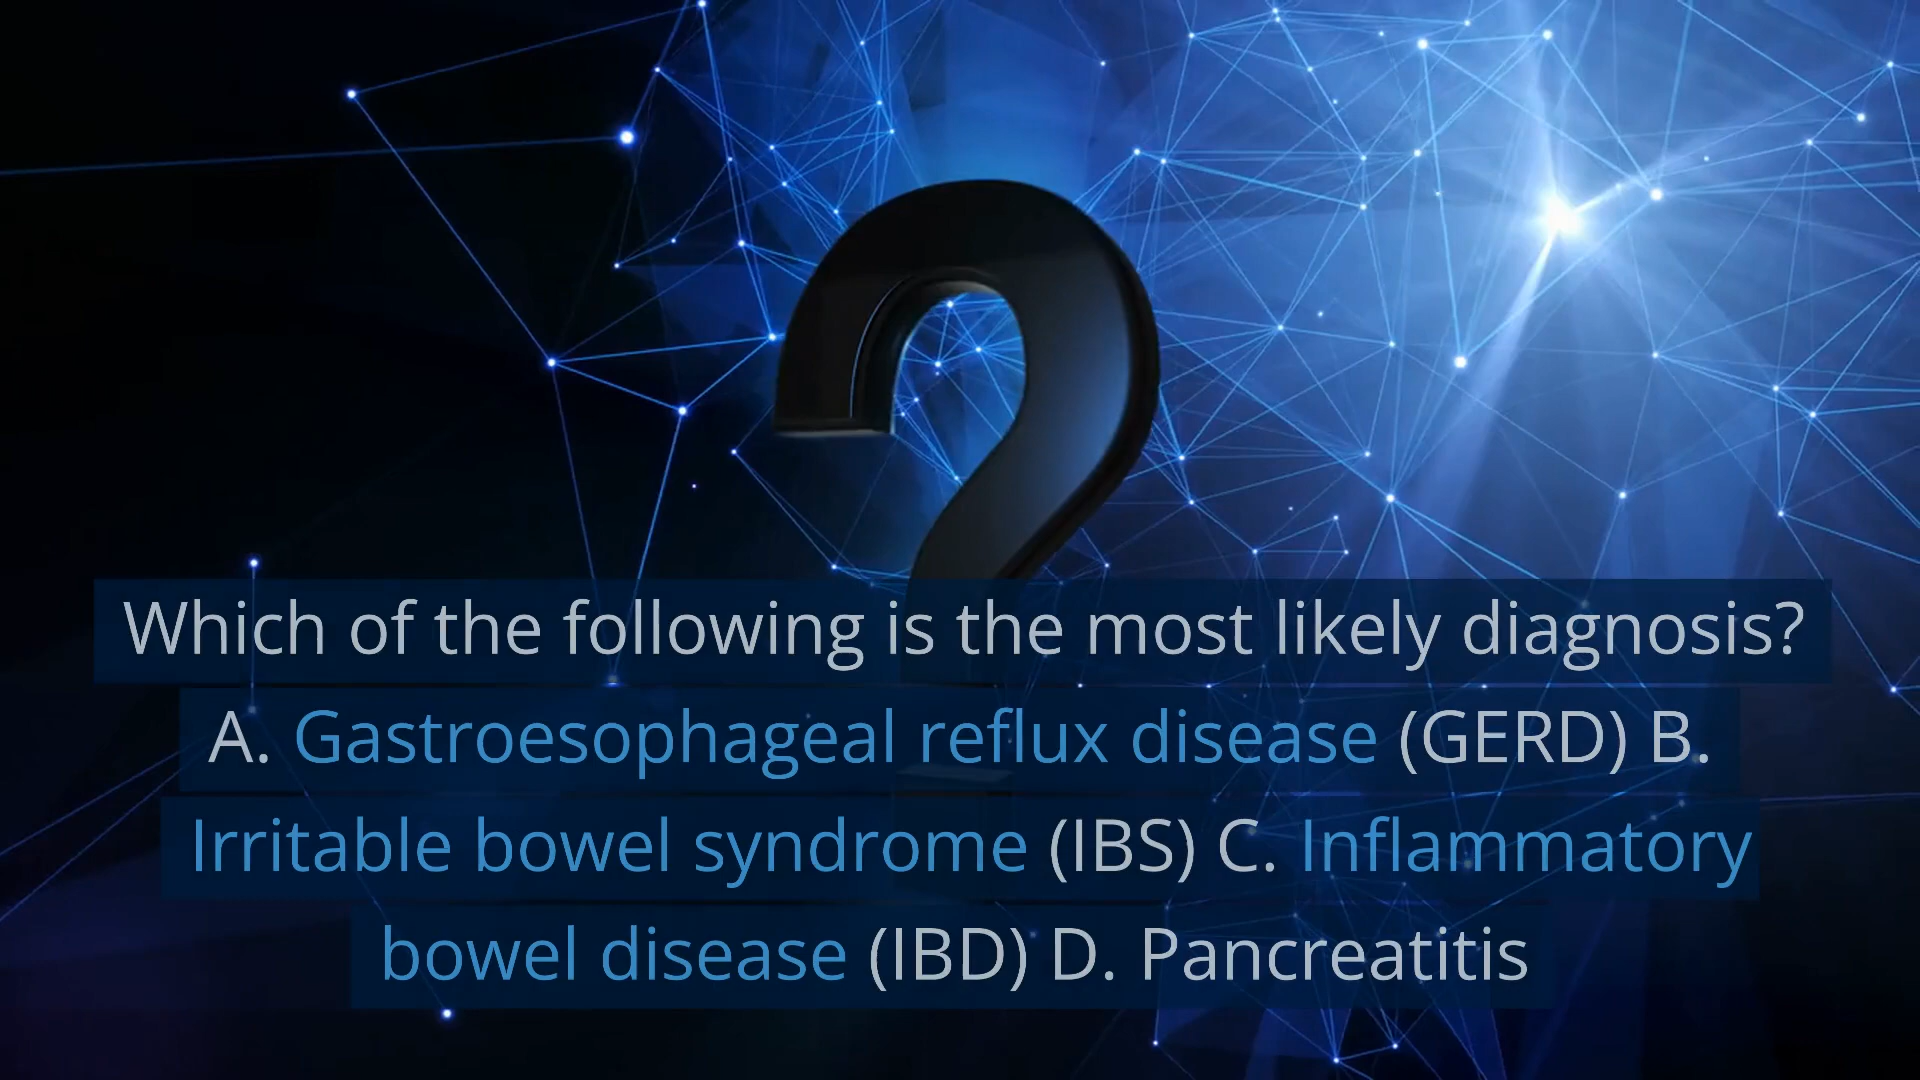 Which of the following is the most likely diagnosis?
A. Gastroesophageal reflux disease (GERD) B.
Irritable bowel syndrome (IBS) C. Inflammatory
bowel disease (IBD) D. Pancreatitis